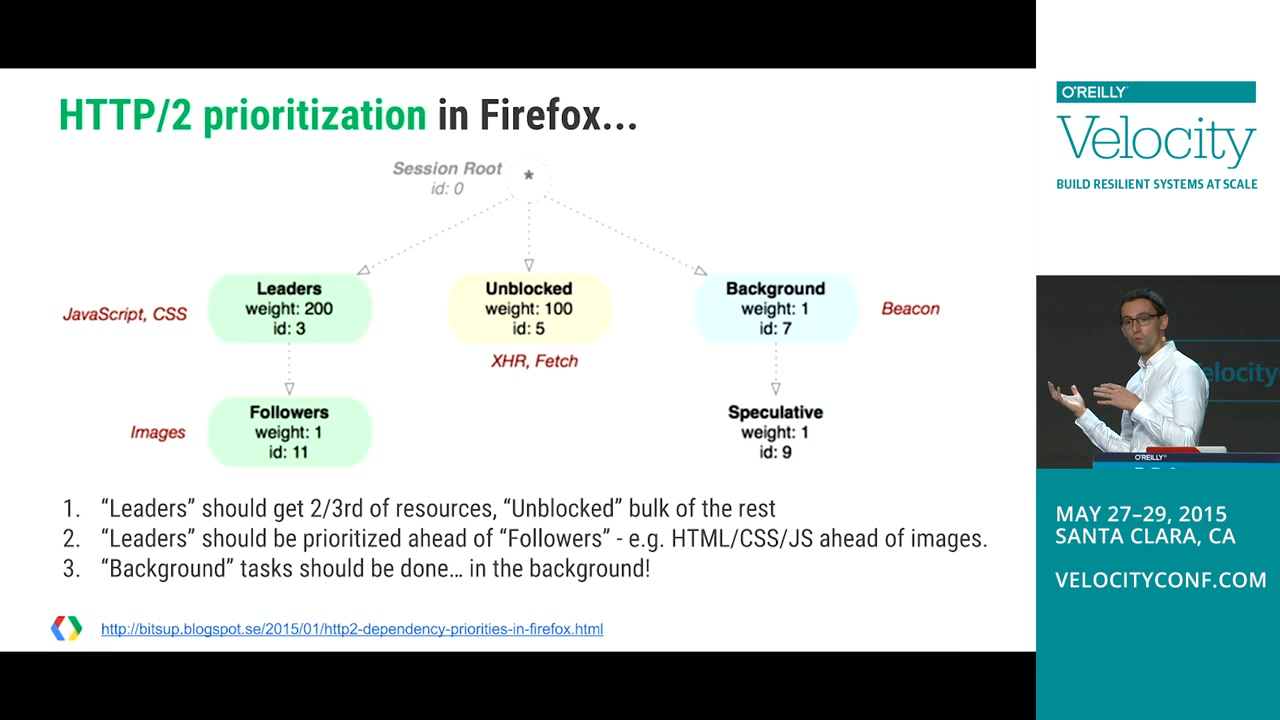 HTTP/2 prioritization in Firefox...
Session Root
id: 0
*
Leaders
weight: 200
id: 3
JavaScript, CSS
Unblocked
weight: 100
id: 5
XHR, Fetch
Background
weight: 1
id: 7
Beacon
Followers
weight: 1
id: 11
Images
Speculative
weight: 1
id: 9
1. “Leaders” should get 2/3rd of resources, “Unblocked” bulk of the rest
2. “Leaders” should be prioritized ahead of “Followers” - e.g. HTML/CSS/JS ahead of images.
3. “Background” tasks should be done... in the background!
http://bitsup.blogspot.se/2015/01/http2-dependency-priorities-in-firefox.html
O'REILLY
Velocity
BUILD RESILIENT SYSTEMS AT SCALE
elocity
O'REILLY
MAY 27–29, 2015
SANTA CLARA, CA
VELOCITYCONF.COM